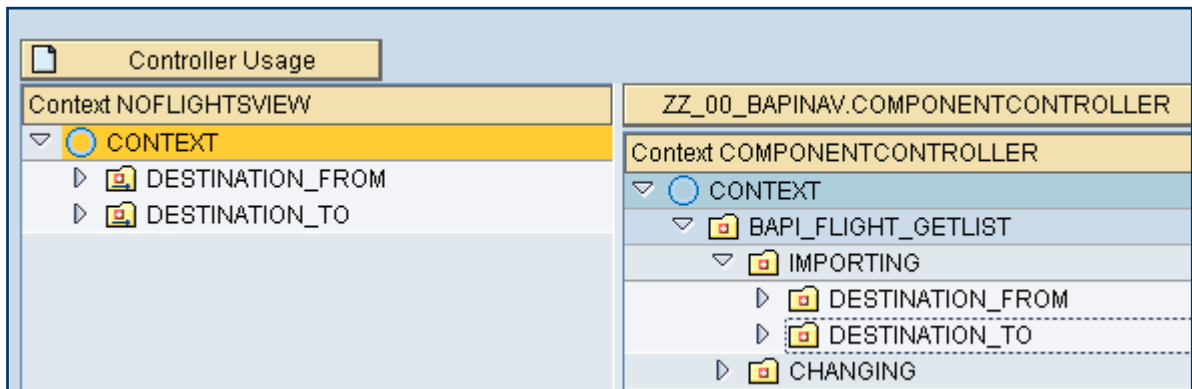 Controller Usage
Context NOFLIGHTSVIEW
CONTEXT
DESTINATION_FROM
DESTINATION_TO
ZZ_00_BAPINAV.COMPONENTCONTROLLER
Context COMPONENTCONTROLLER
CONTEXT
BAPI_FLIGHT_GETLIST
IMPORTING
DESTINATION_FROM
DESTINATION_TO
CHANGING